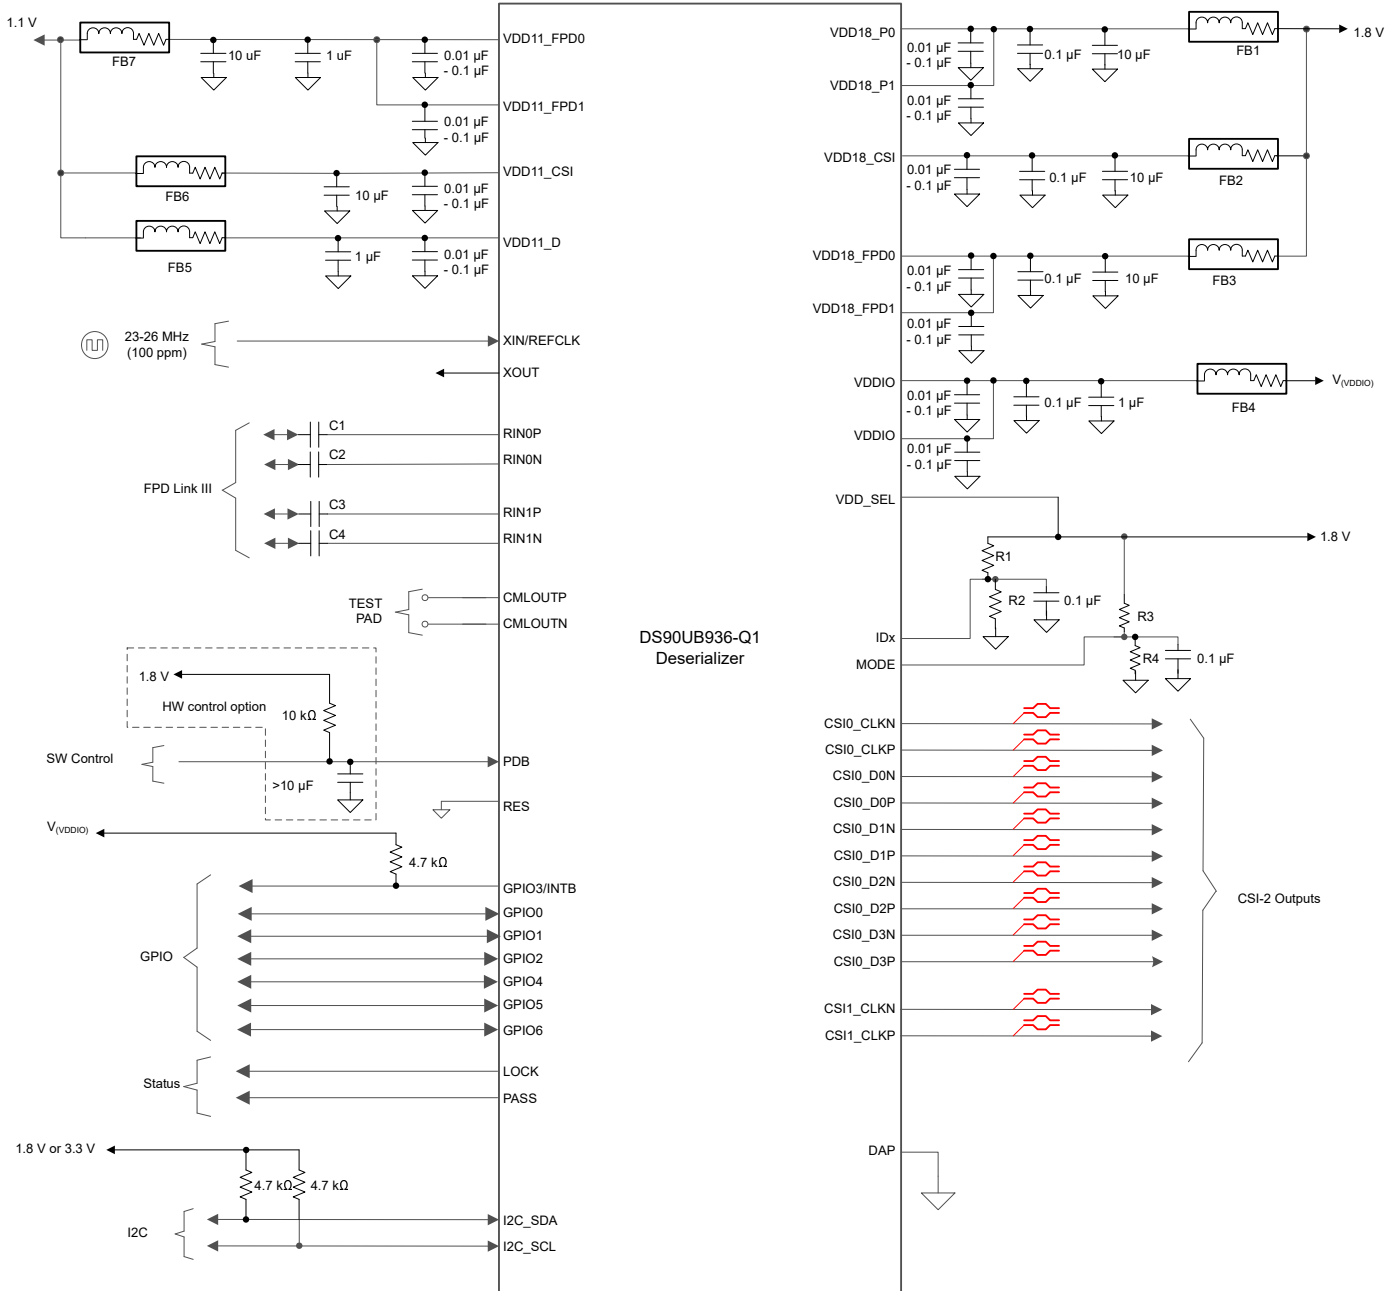 1.1 V
FB7
10 uF
1 uF
0.01 µF
- 0.1 µF
VDD11_FPD0
0.01 µF
- 0.1 µF
VDD11_FPD1
FB6
10 µF
0.01 µF
- 0.1 µF
VDD11_CSI
FB5
1 µF
0.01 µF
- 0.1 µF
VDD11_D
23-26 MHz
(100 ppm)
XIN/REFCLK
XOUT
FPD Link III
C1
RIN0P
C2
RIN0N
C3
RIN1P
C4
RIN1N
TEST
PAD
CMLOUTP
CMLOUTN
1.8 V
HW control option
10 kΩ
SW Control
>10 µF
PDB
RES
V(VDDIO)
4.7 kΩ
GPIO
GPIO3/INTB
GPIO0
GPIO1
GPIO2
GPIO4
GPIO5
GPIO6
Status
LOCK
PASS
1.8 V or 3.3 V
4.7 kΩ
4.7 kΩ
I2C
I2C_SDA
I2C_SCL
DS90UB936-Q1
Deserializer
VDD18_P0
0.01 µF
- 0.1 µF
0.1 µF
10 µF
FB1
1.8 V
VDD18_P1
0.01 µF
- 0.1 µF
VDD18_CSI
0.01 µF
- 0.1 µF
0.1 µF
10 µF
FB2
VDD18_FPD0
0.01 µF
- 0.1 µF
0.1 µF
10 µF
FB3
VDD18_FPD1
0.01 µF
- 0.1 µF
VDDIO
0.01 µF
- 0.1 µF
0.1 µF
1 µF
FB4
V(VDDIO)
VDDIO
0.01 µF
- 0.1 µF
VDD_SEL
1.8 V
R1
R2
0.1 µF
IDx
R3
R4
0.1 µF
MODE
CSI0_CLKN
CSI0_CLKP
CSI0_D0N
CSI0_D0P
CSI0_D1N
CSI0_D1P
CSI0_D2N
CSI0_D2P
CSI0_D3N
CSI0_D3P
CSI1_CLKN
CSI1_CLKP
CSI-2 Outputs
DAP